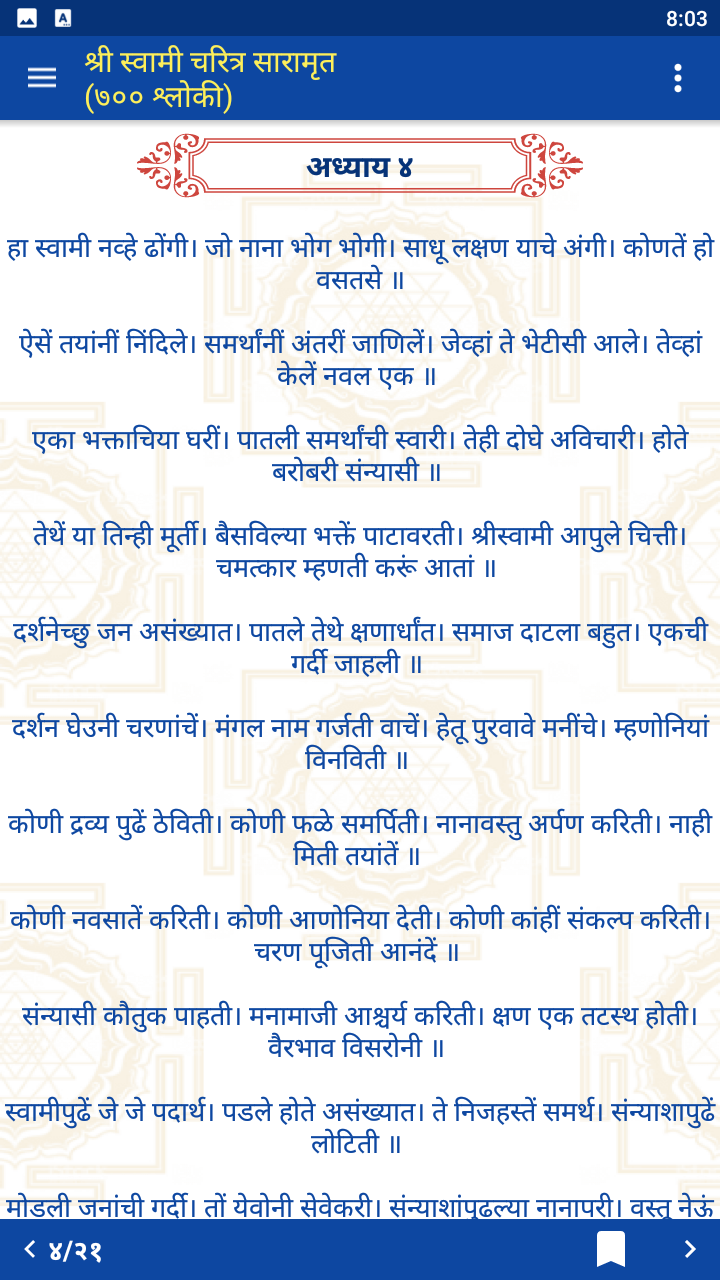 8:03
श्री स्वामी चरित्र सारामृत
(७०० श्लोकी)
अध्याय ४
हा स्वामी नव्हे ढोंगी। जो नाना भोग भोगी। साधू लक्षण याचे अंगी। कोणतें हो
वसतसे ॥
ऐसें तयांनीं निंदिले। समर्थांनीं अंतरीं जाणिलें। जेव्हां ते भेटीसी आले। तेव्हां
केलें नवल एक ॥
एका भक्ताचिया घरीं। पातली समर्थांची स्वारी। तेही दोघे अविचारी। होते
बरोबरी संन्यासी ॥
तेथें या तिन्ही मूर्ती। बैसविल्या भक्तें पाटावरती। श्रीस्वामी आपुले चित्ती।
चमत्कार म्हणती करूं आतां ॥
दर्शनेच्छु जन असंख्यात। पातले तेथे क्षणार्धांत। समाज दाटला बहुत। एकची
गर्दी जाहली ॥
दर्शन घेउनी चरणांचें। मंगल नाम गर्जती वाचें। हेतू पुरवावे मनींचे। म्हणोनियां
विनविती ॥
कोणी द्रव्य पुढें ठेविती। कोणी फळे समर्पिती। नानावस्तु अर्पण करिती। नाही
मिती तयांतें ॥
कोणी नवसातें करिती। कोणी आणोनिया देती। कोणी कांहीं संकल्प करिती।
चरण पूजिती आनंदें ॥
संन्यासी कौतुक पाहती। मनामाजी आश्चर्य करिती। क्षण एक तटस्थ होती।
वैरभाव विसरोनी ॥
स्वामीपुढें जे जे पदार्थ। पडले होते असंख्यात। ते निजहस्तें समर्थ। संन्याशापुढें
लोटिती ॥
मोडली जनांची गर्दी। तों येवोनी सेवेकरी। संन्याशांपुढल्या नानापरी। वस्तू नेऊं
४/२१